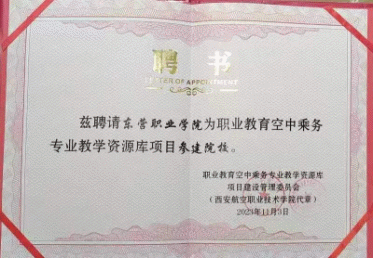 聘书
LETTER OF APPOINTMENT
兹聘请东营职业学院为职业教育空中乘务
专业教学资源库项目参建院校。
职业教育空中乘务专业教学资源库
项目建设管理委员会
（西安航空职业技术学院代章）